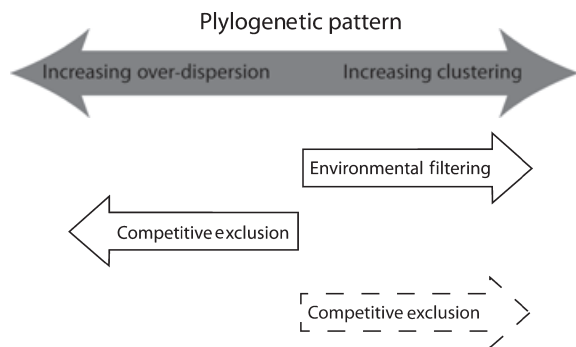 Plylogenetic pattern
Increasing over-dispersion Increasing clustering
Environmental filtering
Competitive exclusion
Competitive exclusion